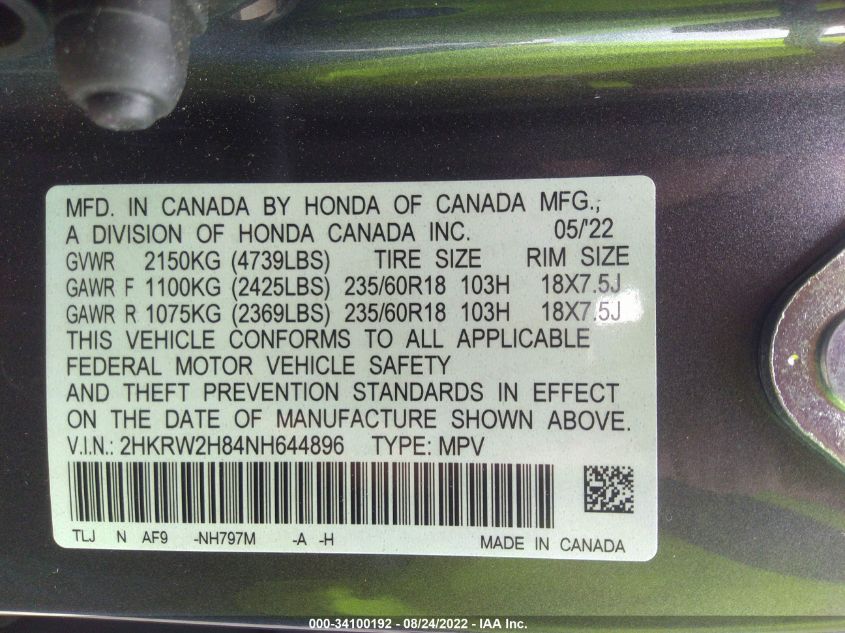 MFD. IN CANADA BY HONDA OF CANADA MFG.,
A DIVISION OF HONDA CANADA INC. 05/'22
GVWR 2150KG (4739LBS) TIRE SIZE RIM SIZE
GAWR F 1100KG (2425LBS) 235/60R18 103H 18X7.5J
GAWR R 1075KG (2369LBS) 235/60R18 103H 18X7.5J
THIS VEHICLE CONFORMS TO ALL APPLICABLE
FEDERAL MOTOR VEHICLE SAFETY
AND THEFT PREVENTION STANDARDS IN EFFECT
ON THE DATE OF MANUFACTURE SHOWN ABOVE.
V.I.N.: 2HKRW2H84NH644896 TYPE: MPV
TLJ N AF9 -NH797M -A -H MADE IN CANADA
000-34100192 - 08/24/2022 - IAA Inc.